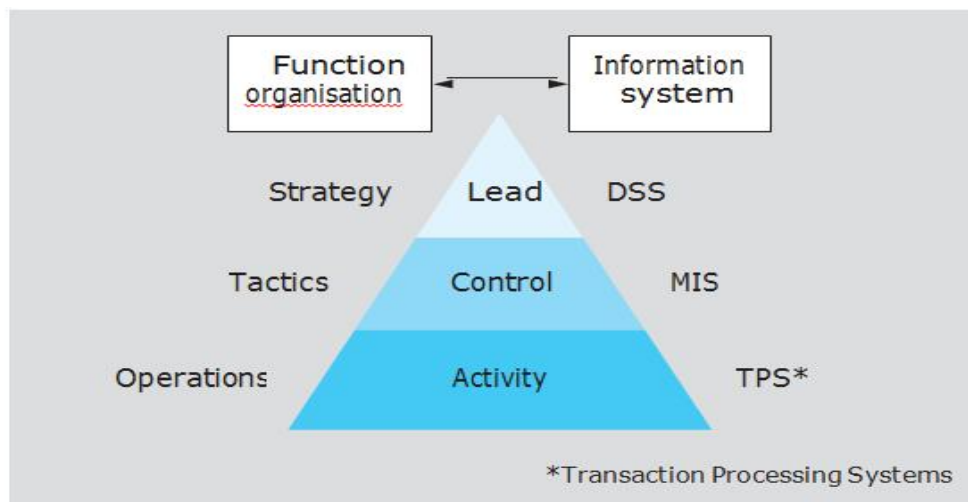 Function
organisation
Information
system
Strategy
Lead
DSS
Tactics
Control
MIS
Operations
Activity
TPS*
*Transaction Processing Systems